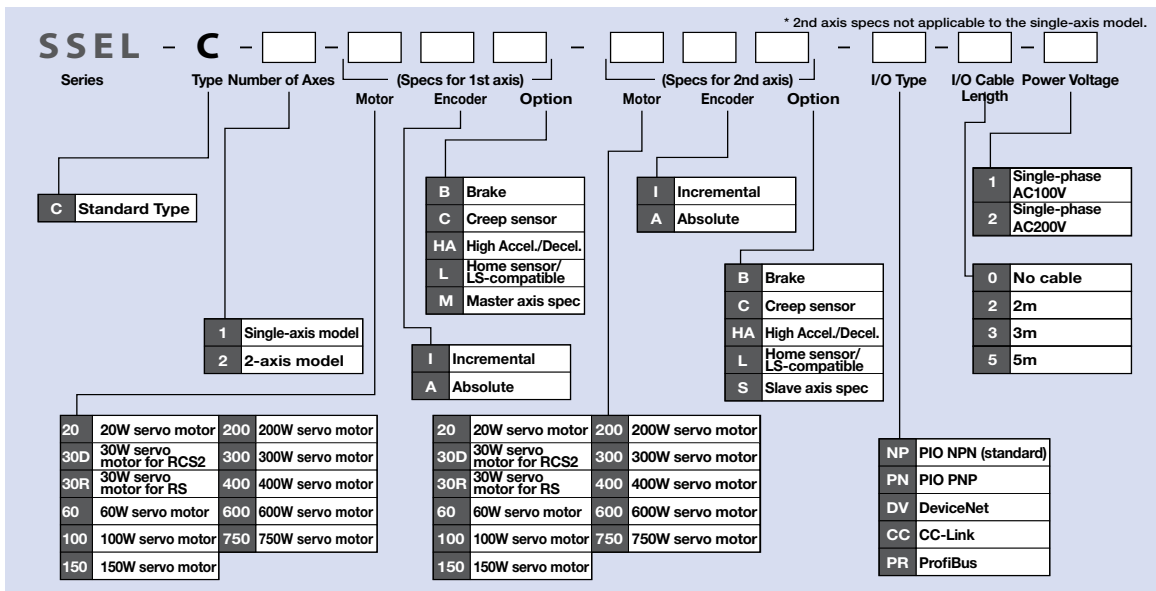 * 2nd axis specs not applicable to the single-axis model.
SSEL – C – – – – –
Series
Type
Number of Axes
(Specs for 1st axis)
Motor
Encoder
Option
(Specs for 2nd axis)
Motor
Encoder
Option
I/O Type
I/O Cable
Length
Power Voltage
C Standard Type
1 Single-axis model
2 2-axis model
B Brake
C Creep sensor
HA High Accel./Decel.
L Home sensor/
LS-compatible
M Master axis spec
I Incremental
A Absolute
20 20W servo motor 200 200W servo motor
30D 30W servo
motor for RCS2 300 300W servo motor
30R 30W servo
motor for RS 400 400W servo motor
60 60W servo motor 600 600W servo motor
100 100W servo motor 750 750W servo motor
150 150W servo motor
I Incremental
A Absolute
B Brake
C Creep sensor
HA High Accel./Decel.
L Home sensor/
LS-compatible
S Slave axis spec
20 20W servo motor 200 200W servo motor
30D 30W servo
motor for RCS2 300 300W servo motor
30R 30W servo
motor for RS 400 400W servo motor
60 60W servo motor 600 600W servo motor
100 100W servo motor 750 750W servo motor
150 150W servo motor
1 Single-phase
AC100V
2 Single-phase
AC200V
0 No cable
2 2m
3 3m
5 5m
NP PIO NPN (standard)
PN PIO PNP
DV DeviceNet
CC CC-Link
PR ProfiBus